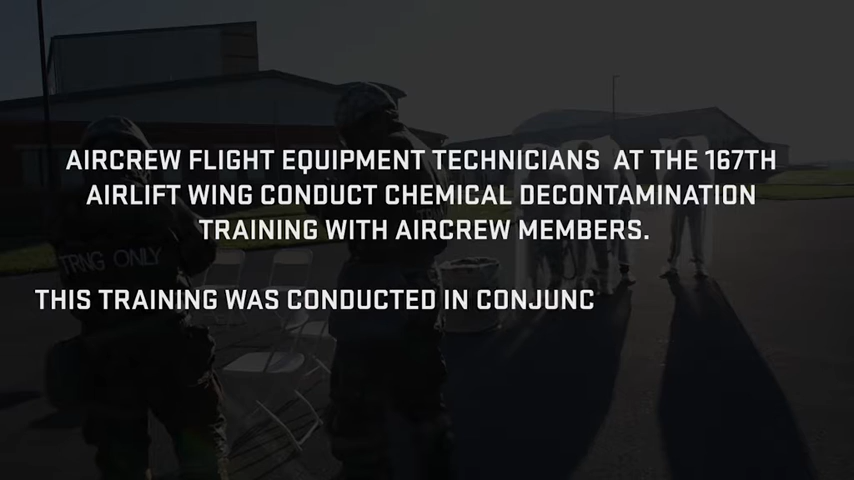 AIRCREW FLIGHT EQUIPMENT TECHNICIANS AT THE 167TH
AIRLIFT WING CONDUCT CHEMICAL DECONTAMINATION
TRAINING WITH AIRCREW MEMBERS.
THIS TRAINING WAS CONDUCTED IN CONJUNC
TRNG ONLY